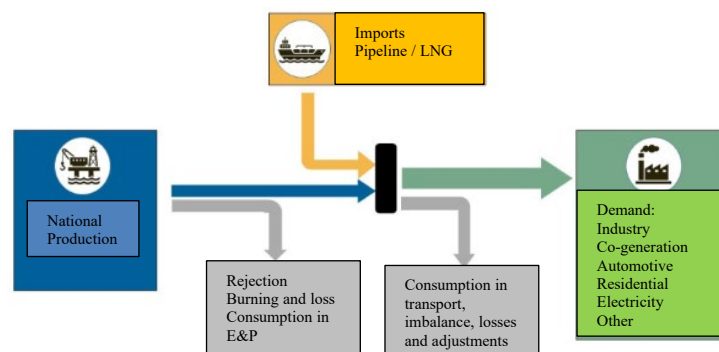 Imports
Pipeline / LNG
National
Production
Demand:
Industry
Co-generation
Automotive
Residential
Electricity
Other
Rejection
Burning and loss
Consumption in
E&P
Consumption in
transport,
imbalance, losses
and adjustments